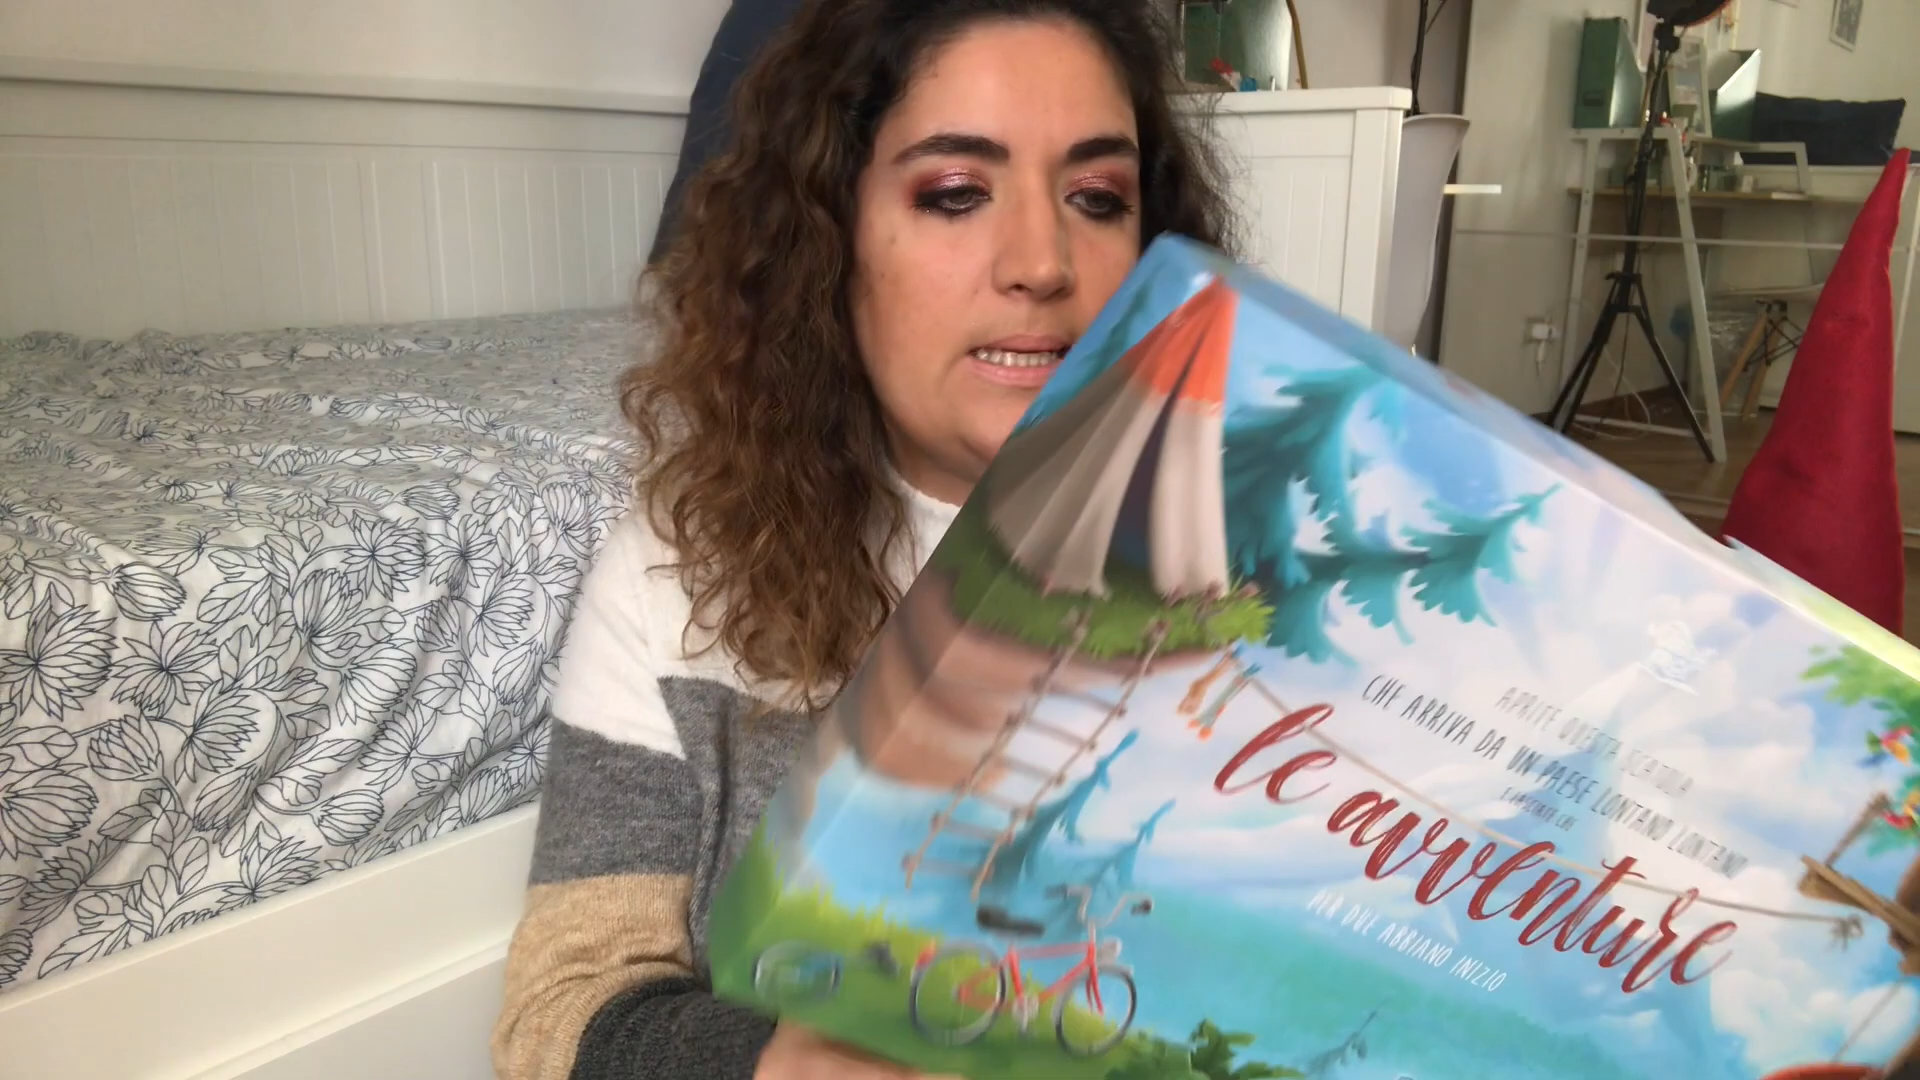 APRITE QUESTA SCATOLA
CHE ARRIVA DA UN PAESE LONTANO LONTANO
le avventure
PER DUE ABBIANO INIZIO